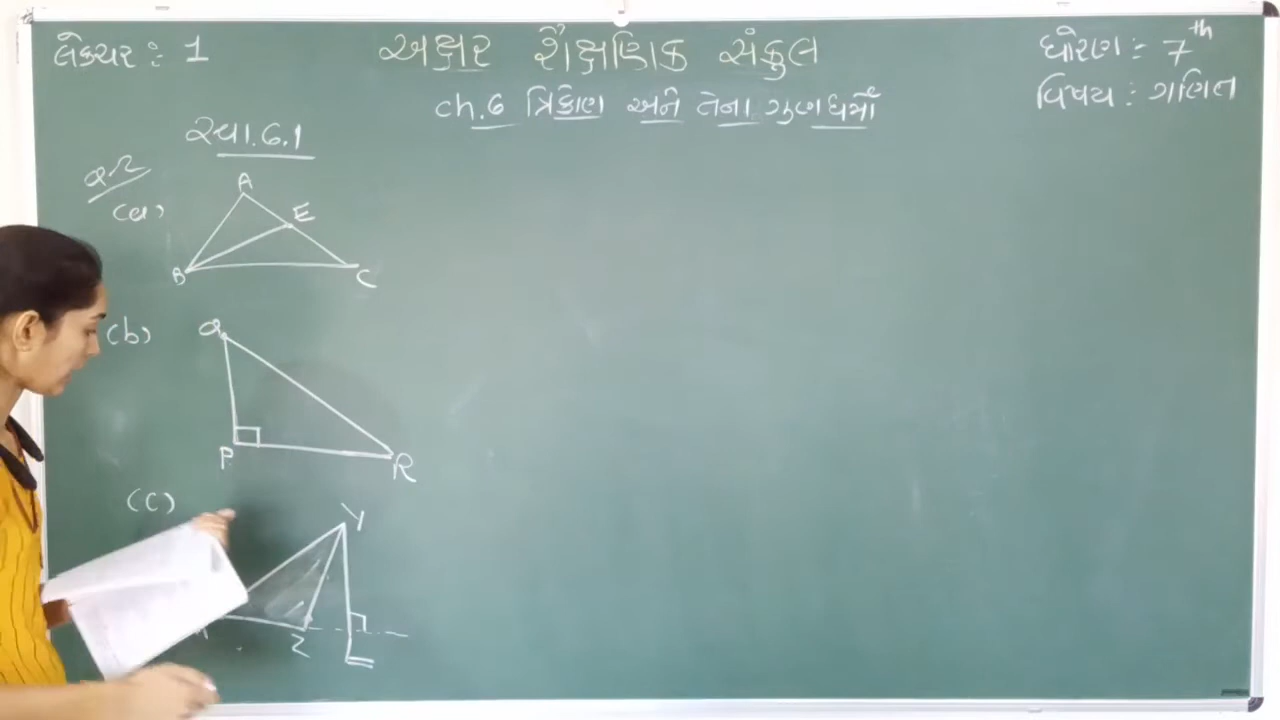 લેક્ચર : 1
અક્ષર શૈક્ષણિક સંકુલ
ધોરણ : 7th
ch.6 ત્રિકોણ અને તેના ગુણધર્મો
વિષય : ગણિત
સ્વા.6.1
(a)
A
E
B
C
(b)
Q
P
R
(c)
Y
Z
L